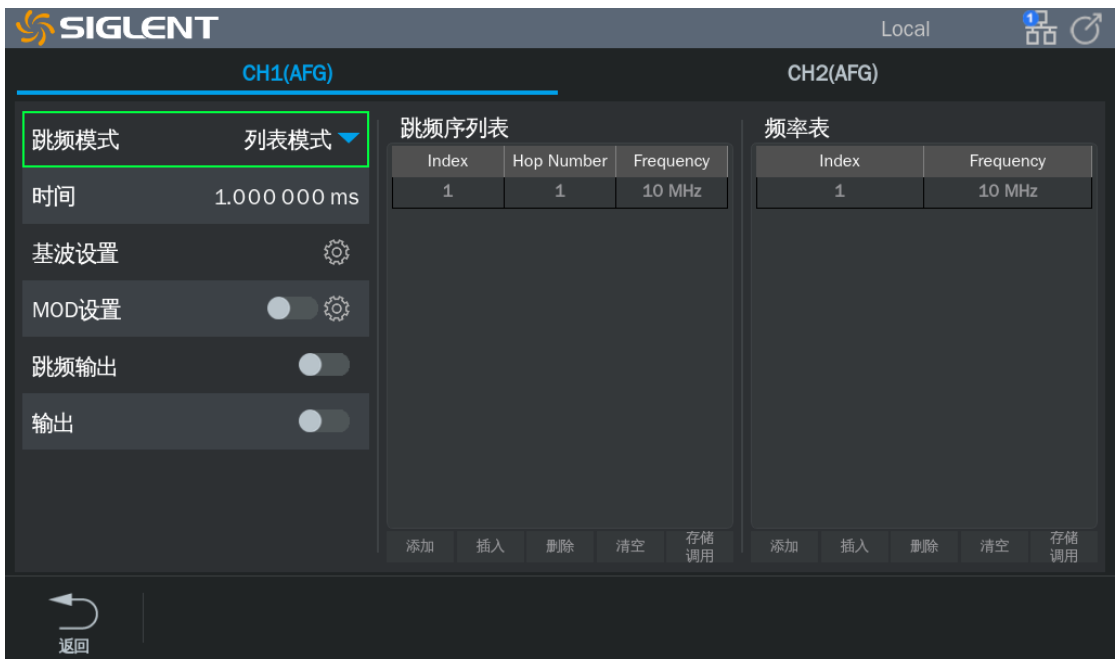 SIGLENT
Local
1
CH1(AFG)
CH2(AFG)
跳频模式 列表模式
时间 1.000 000 ms
基波设置
MOD设置
跳频输出
输出
跳频序列表
Index Hop Number Frequency
1 1 10 MHz
添加 插入 删除 清空 存储调用
频率表
Index Frequency
1 10 MHz
添加 插入 删除 清空 存储调用
返回